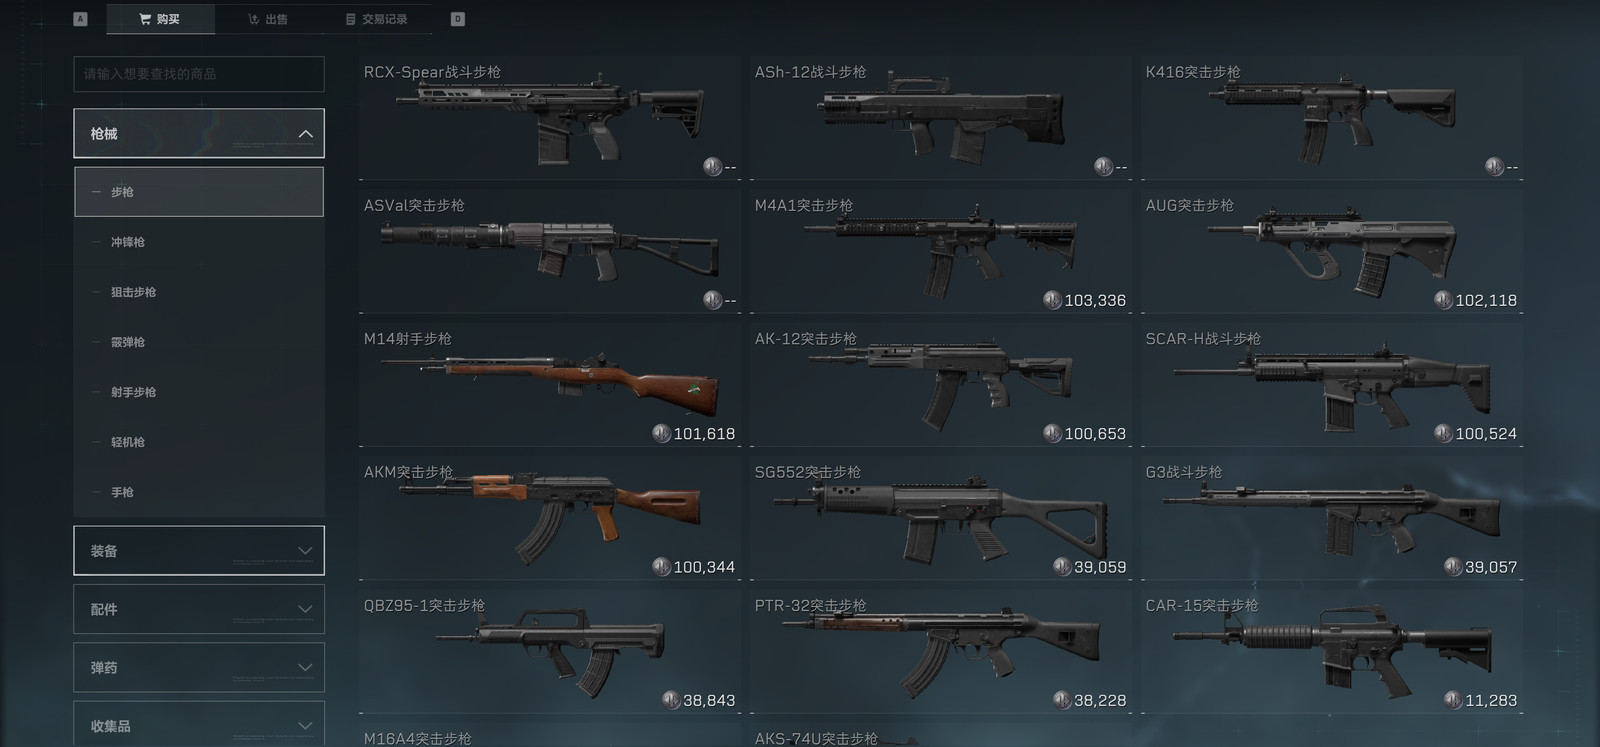 A 购买 出售 交易记录 D
请输入想要查找的商品
枪械
步枪
冲锋枪
狙击步枪
霰弹枪
射手步枪
轻机枪
手枪
装备
配件
弹药
收集品
RCX-Spear战斗步枪
--
ASh-12战斗步枪
--
K416突击步枪
--
ASVal突击步枪
--
M4A1突击步枪
103,336
AUG突击步枪
102,118
M14射手步枪
101,618
AK-12突击步枪
100,653
SCAR-H战斗步枪
100,524
AKM突击步枪
100,344
SG552突击步枪
39,059
G3战斗步枪
39,057
QBZ95-1突击步枪
38,843
PTR-32突击步枪
38,228
CAR-15突击步枪
11,283
M16A4突击步枪
AKS-74U突击步枪